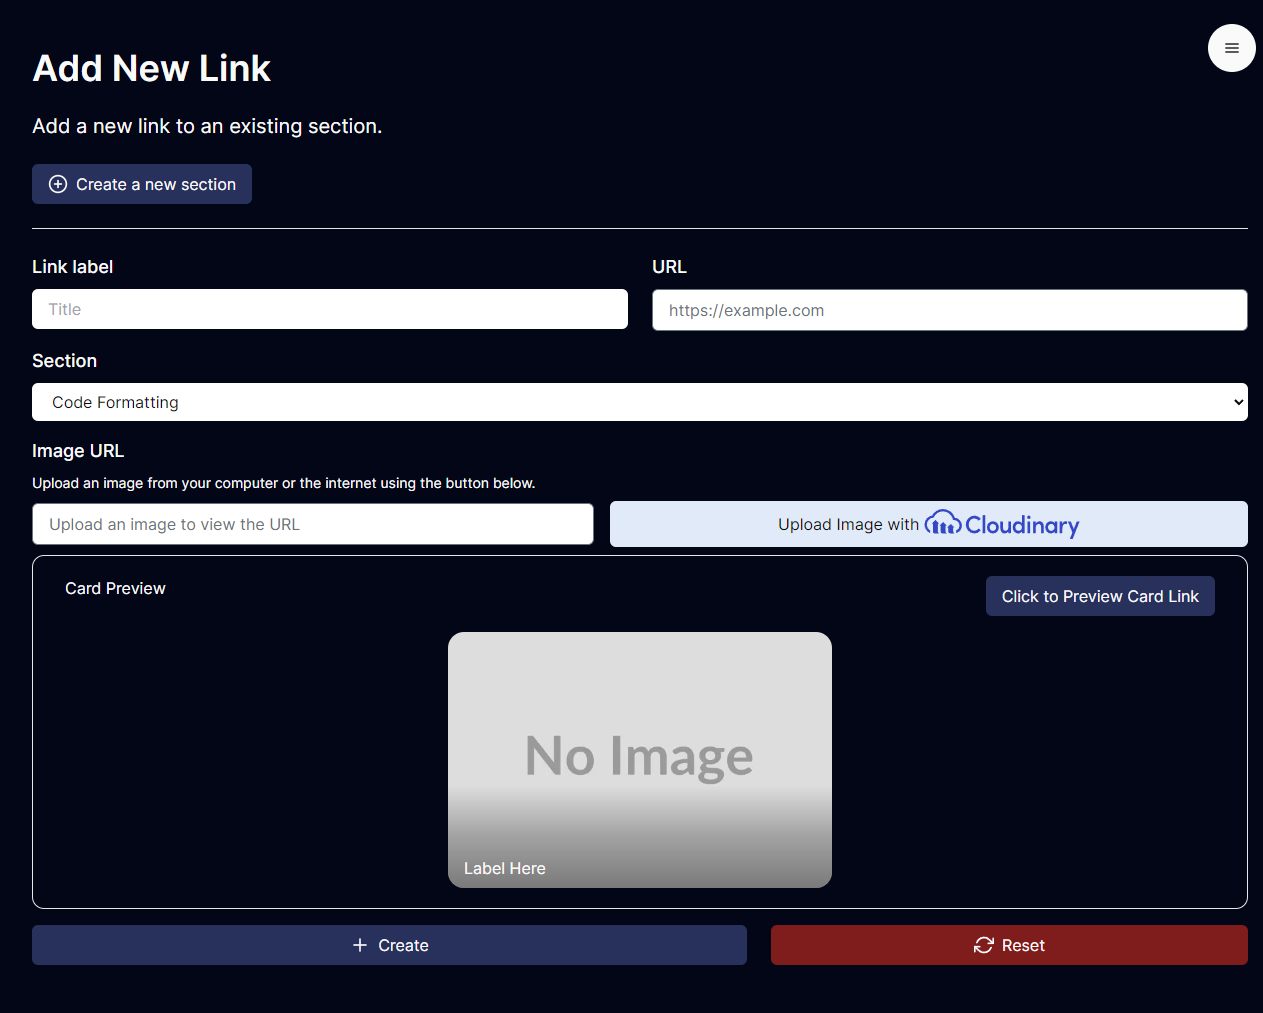 Add New Link
Add a new link to an existing section.
Create a new section
Link label
URL
Title
https://example.com
Section
Code Formatting
Image URL
Upload an image from your computer or the internet using the button below.
Upload an image to view the URL
Upload Image with Cloudinary
Card Preview
Click to Preview Card Link
No Image
Label Here
Create
Reset